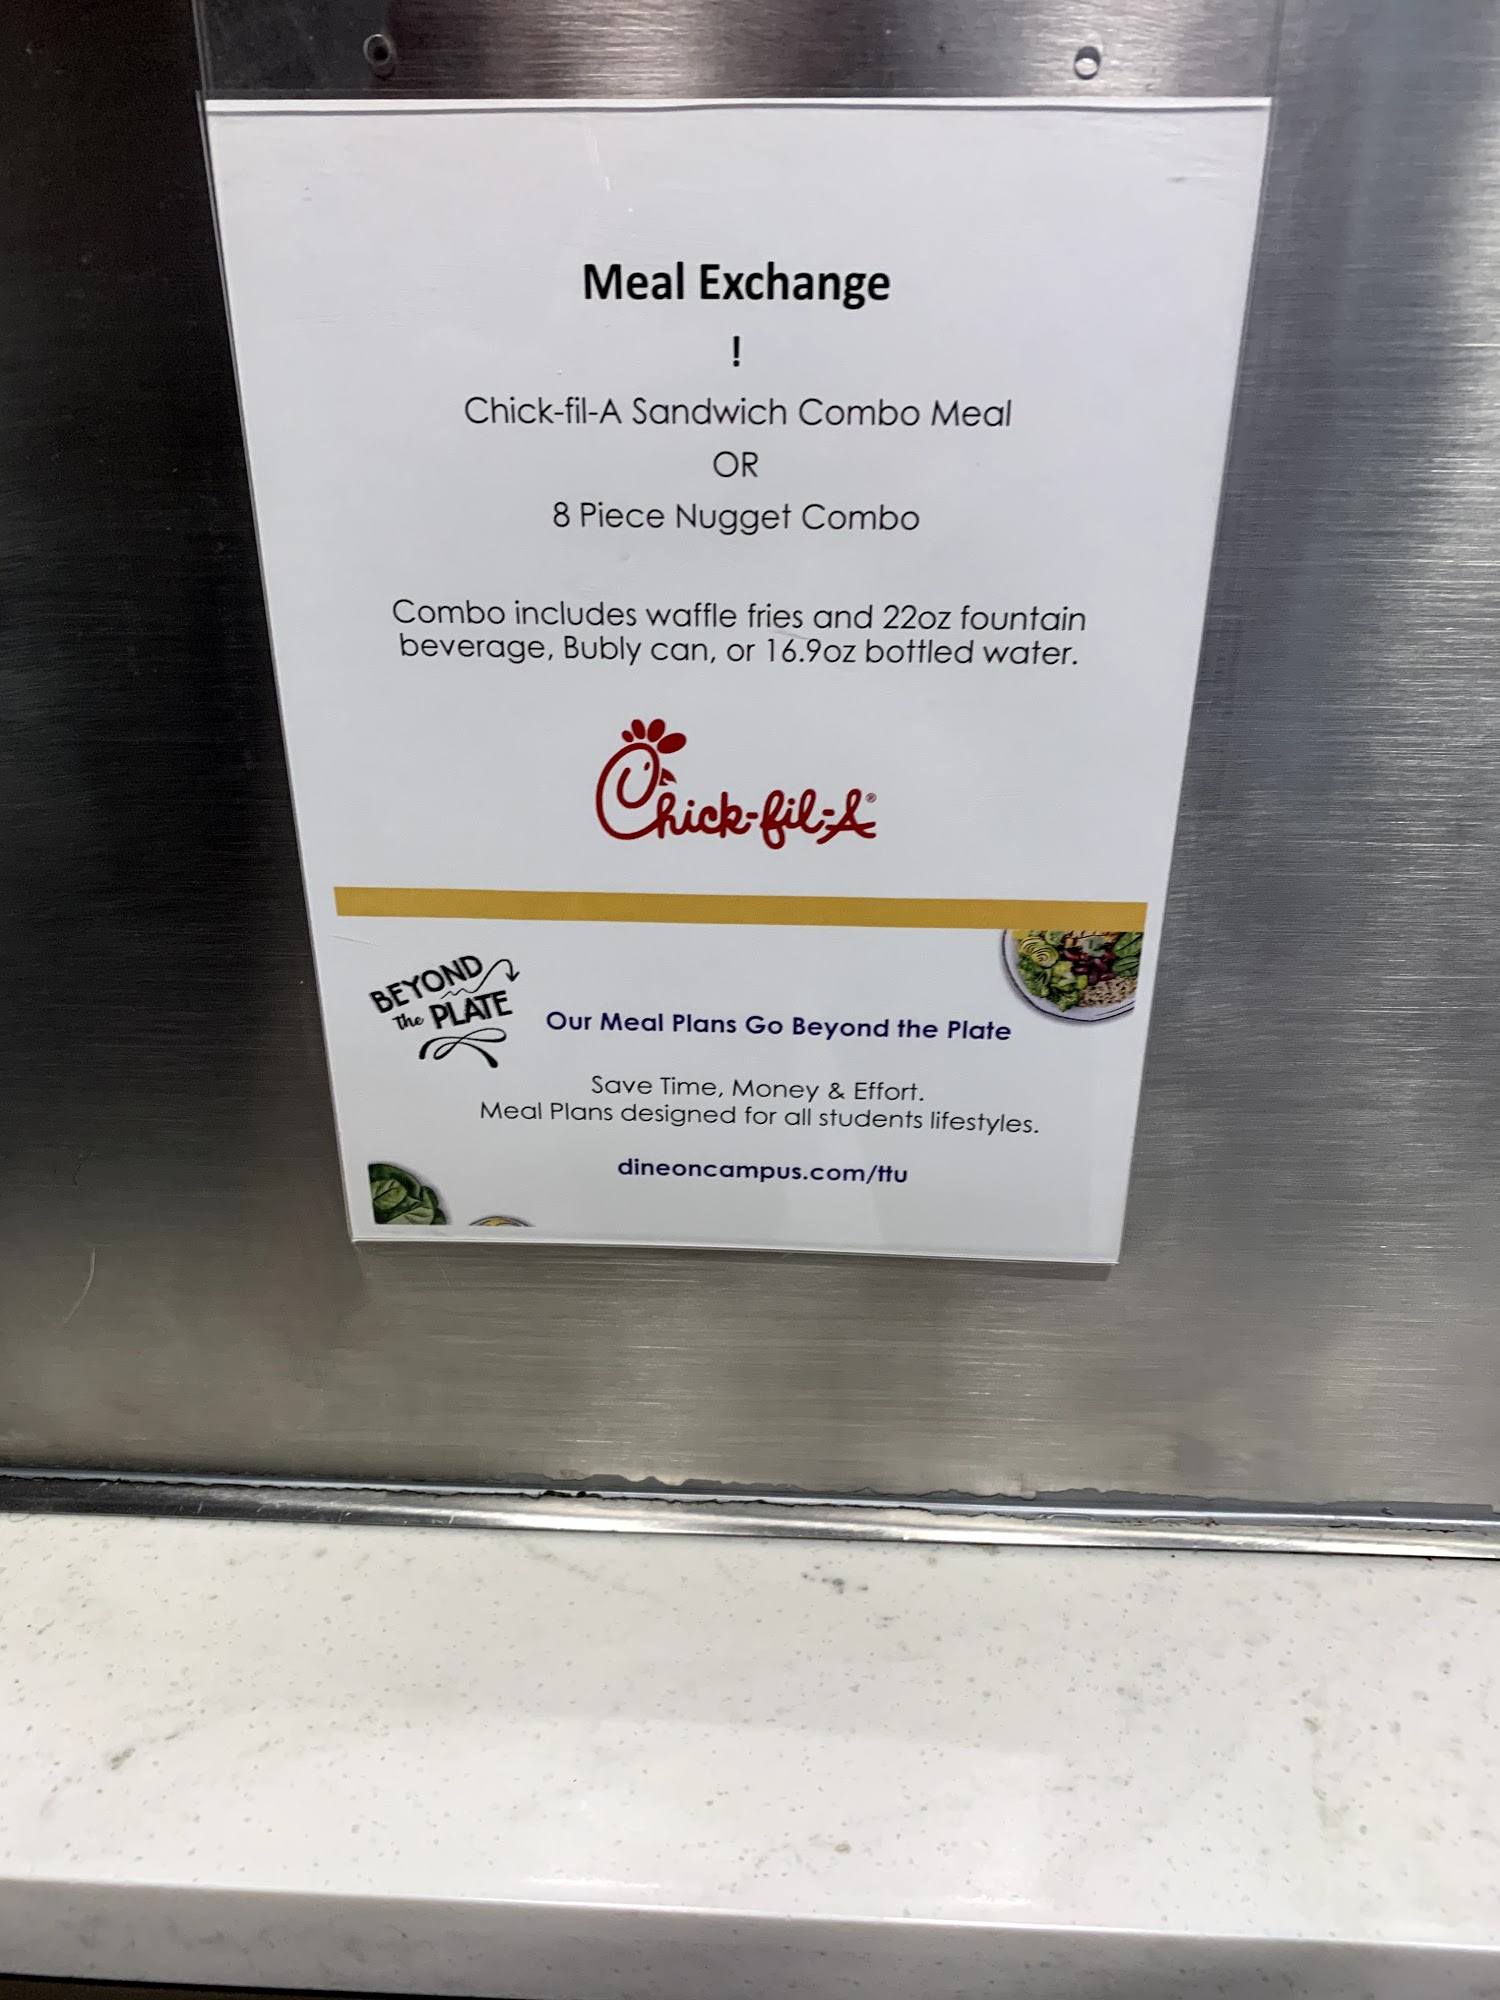 Meal Exchange
!
Chick-fil-A Sandwich Combo Meal
OR
8 Piece Nugget Combo
Combo includes waffle fries and 22oz fountain
beverage, Bubly can, or 16.9oz bottled water.
Chick-fil-A®
BEYOND
the PLATE
Our Meal Plans Go Beyond the Plate
Save Time, Money & Effort.
Meal Plans designed for all students lifestyles.
dineoncampus.com/ttu